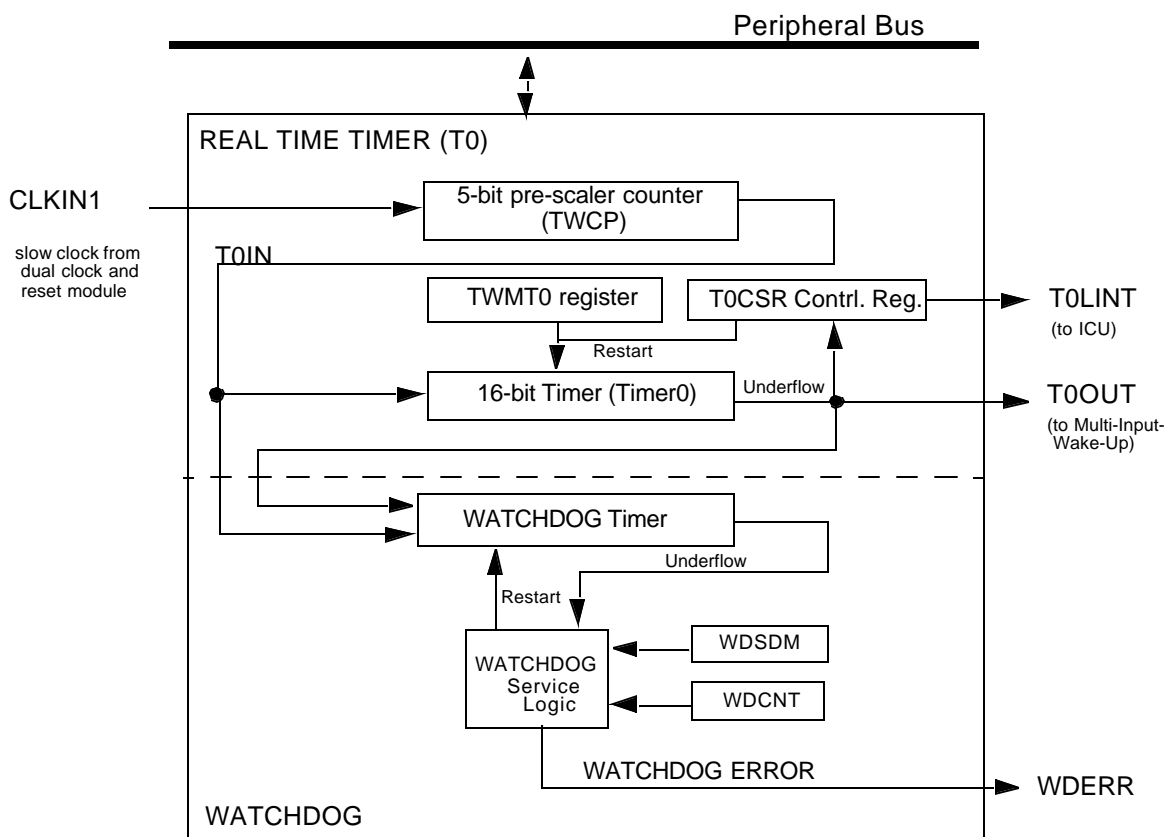 Peripheral Bus
REAL TIME TIMER (T0)
CLKIN1
slow clock from
dual clock and
reset module
5-bit pre-scaler counter
(TWCP)
T0IN
TWMT0 register
T0CSR Contrl. Reg.
T0LINT
(to ICU)
Restart
16-bit Timer (Timer0)
Underflow
T0OUT
(to Multi-Input-
Wake-Up)
WATCHDOG Timer
Underflow
Restart
WATCHDOG
Service
Logic
WDSDM
WDCNT
WATCHDOG ERROR
WDERR
WATCHDOG